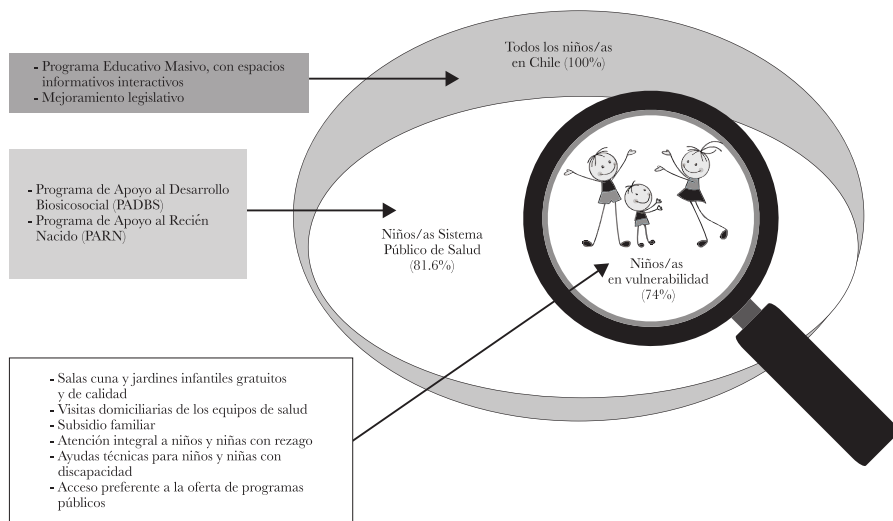 Todos los niños/as
en Chile (100%)
- Programa Educativo Masivo, con espacios
informativos interactivos
- Mejoramiento legislativo
- Programa de Apoyo al Desarrollo
Biosicosocial (PADBS)
- Programa de Apoyo al Recién
Nacido (PARN)
Niños/as Sistema
Público de Salud
(81.6%)
Niños/as
en vulnerabilidad
(74%)
- Salas cuna y jardines infantiles gratuitos
y de calidad
- Visitas domiciliarias de los equipos de salud
- Subsidio familiar
- Atención integral a niños y niñas con rezago
- Ayudas técnicas para niños y niñas con
discapacidad
- Acceso preferente a la oferta de programas
públicos